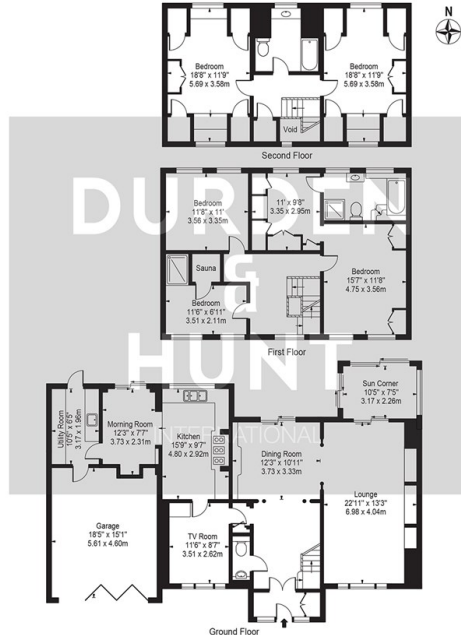 N
Bedroom
18'8" x 11'9"
5.69 x 3.58m
Bedroom
18'8" x 11'9"
5.69 x 3.58m
Void
Second Floor
DURDEN
& HUNT
INTERNATIONAL
Bedroom
11'8" x 11'
3.56 x 3.35m
11' x 9'8"
3.35 x 2.95m
Sauna
Bedroom
15'7" x 11'8"
4.75 x 3.56m
Bedroom
11'6" x 6'11"
3.51 x 2.11m
First Floor
Sun Corner
10'5" x 7'5"
3.17 x 2.26m
Utility Room
10'5" x 6'5"
3.17 x 1.96m
Morning Room
12'3" x 7'7"
3.73 x 2.31m
Kitchen
15'9" x 9'7"
4.80 x 2.92m
Dining Room
12'3" x 10'11"
3.73 x 3.33m
Lounge
22'11" x 13'3"
6.98 x 4.04m
Garage
18'5" x 15'1"
5.61 x 4.60m
TV Room
11'6" x 8'7"
3.51 x 2.62m
Ground Floor